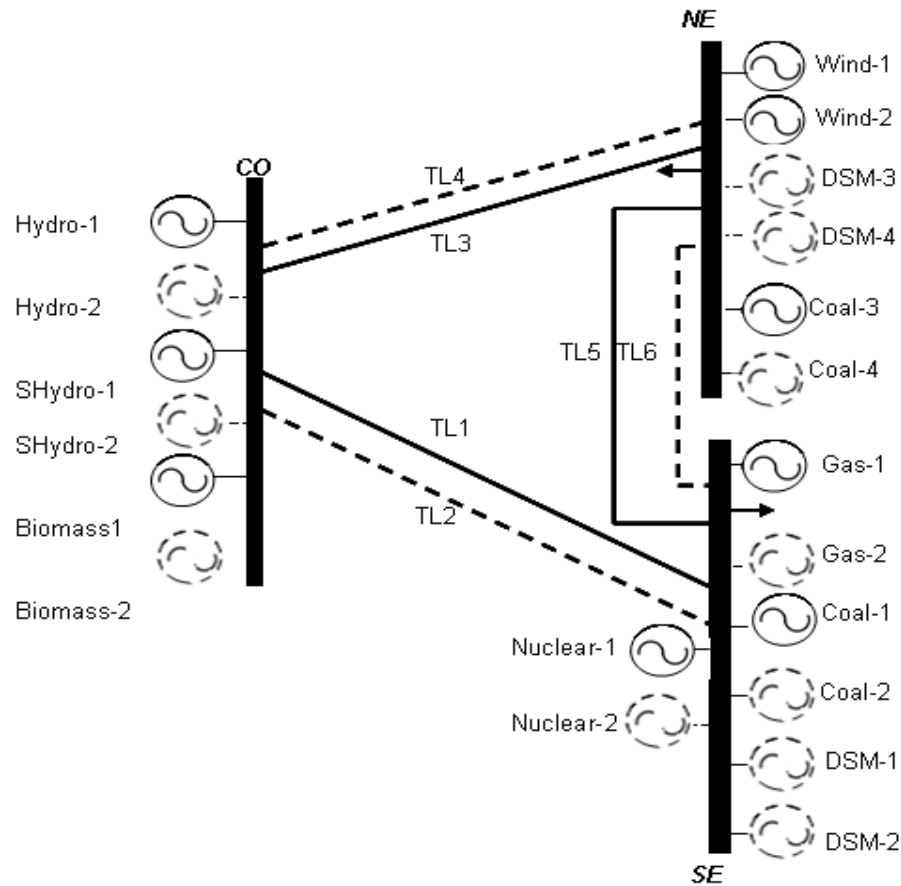 NE
Wind-1
Wind-2
CO
TL4
DSM-3
Hydro-1
TL3
DSM-4
Hydro-2
Coal-3
TL5
TL6
Coal-4
SHydro-1
TL1
SHydro-2
Gas-1
TL2
Biomass1
Gas-2
Biomass-2
Coal-1
Nuclear-1
Coal-2
Nuclear-2
DSM-1
DSM-2
SE